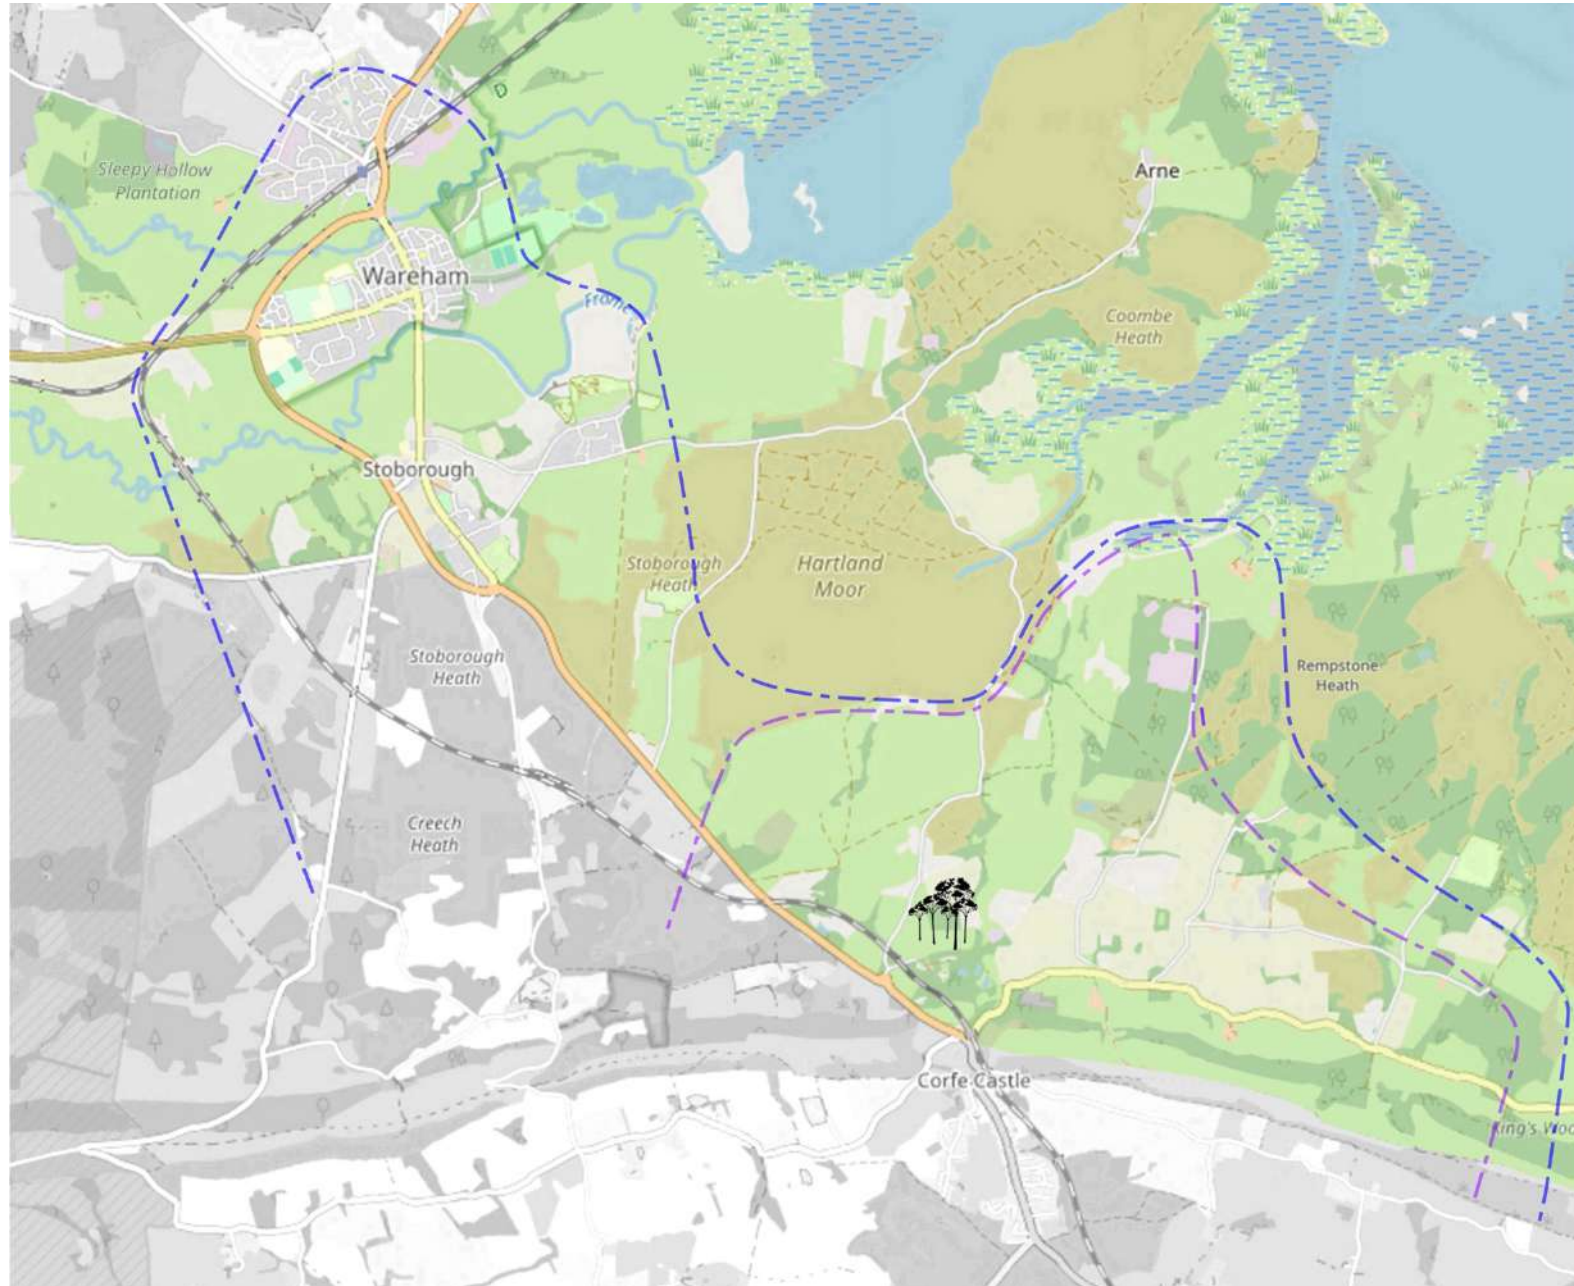 D
Sleepy Hollow
Plantation
Arne
Wareham
Frome
Coombe
Heath
Stoborough
Stoborough
Heath
Hartland
Moor
Stoborough
Heath
Rempstone
Heath
Creech
Heath
D
Corfe Castle
King's Woo